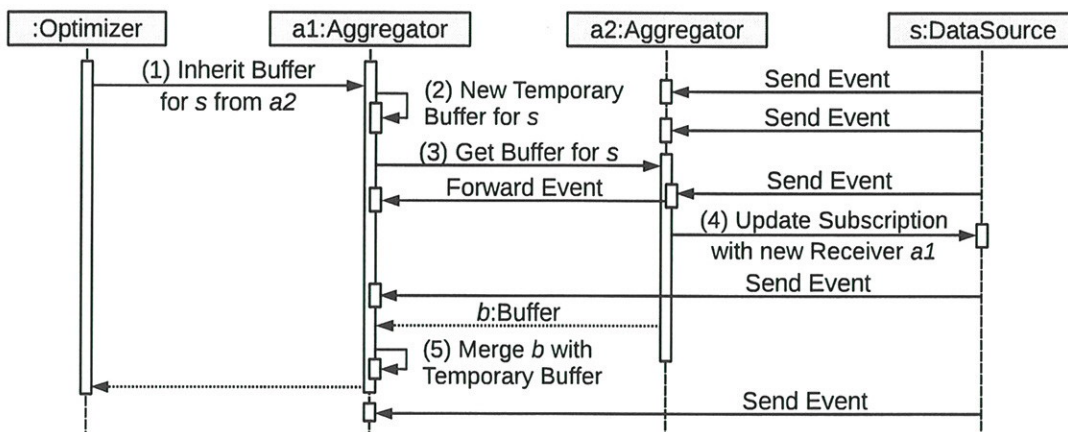 :Optimizer
a1:Aggregator
a2:Aggregator
s:DataSource
(1) Inherit Buffer
for s from a2
(2) New Temporary
Buffer for s
Send Event
Send Event
(3) Get Buffer for s
Forward Event
Send Event
(4) Update Subscription
with new Receiver a1
Send Event
b:Buffer
(5) Merge b with
Temporary Buffer
Send Event